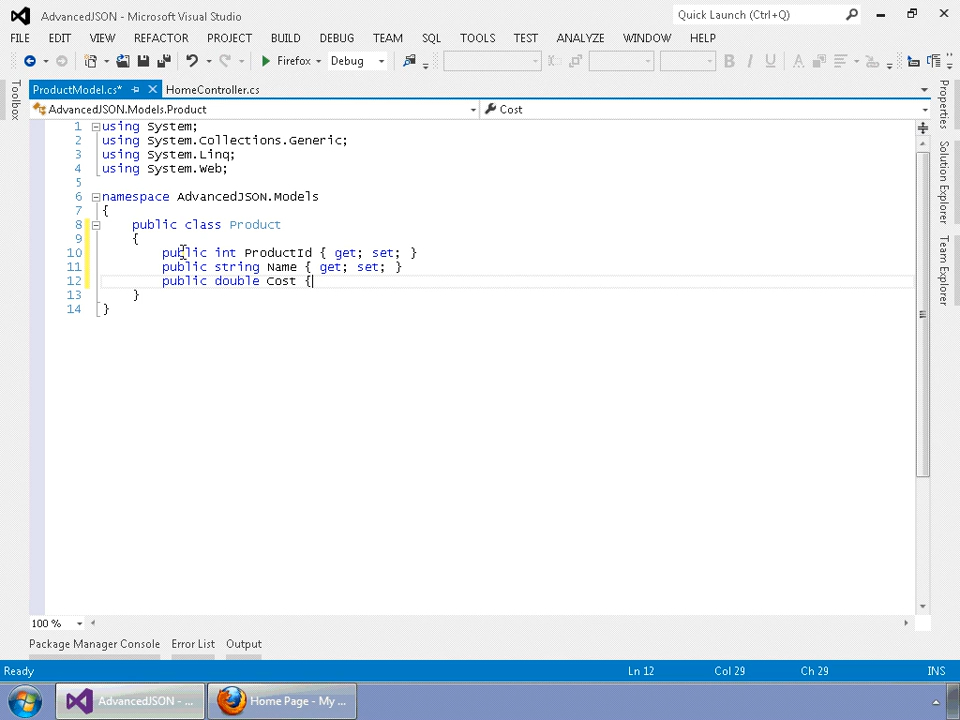 AdvancedJSON - Microsoft Visual Studio
Quick Launch (Ctrl+Q)
FILE EDIT VIEW REFACTOR PROJECT BUILD DEBUG TEAM SQL TOOLS TEST ANALYZE WINDOW HELP
Firefox Debug B I U A
ProductModel.cs* HomeController.cs
AdvancedJSON.Models.Product Cost
Toolbox
1 using System;
2 using System.Collections.Generic;
3 using System.Linq;
4 using System.Web;
5
6 namespace AdvancedJSON.Models
7 {
8 public class Product
9 {
10 public int ProductId { get; set; }
11 public string Name { get; set; }
12 public double Cost {
13 }
14 }
Properties
Solution Explorer
Team Explorer
100 %
Package Manager Console Error List Output
Ready Ln 12 Col 29 Ch 29 INS
AdvancedJSON - ... Home Page - My ...